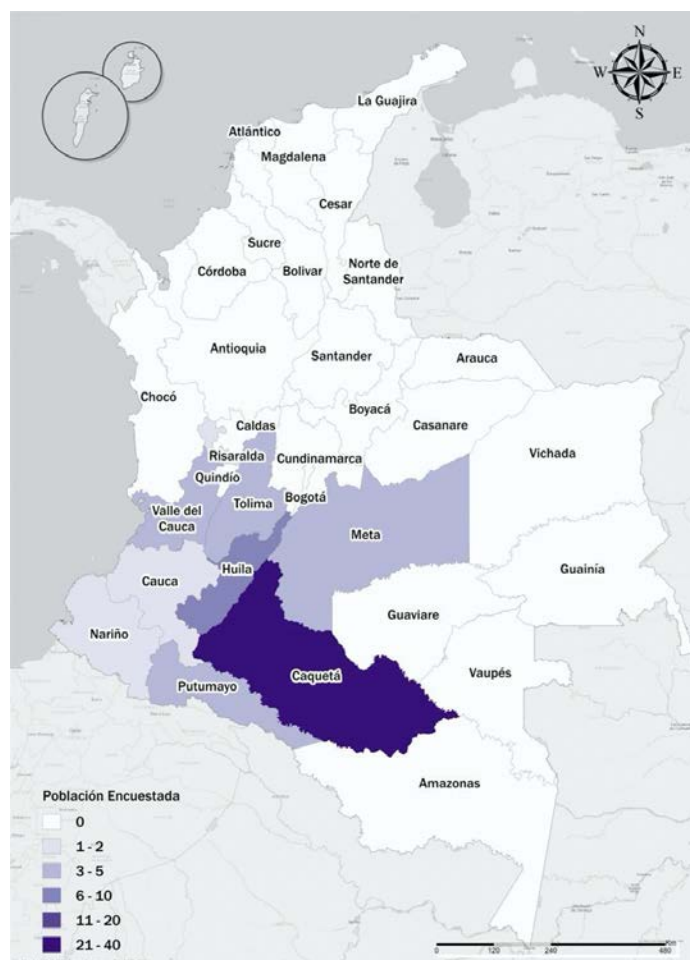 N
W E
S
La Guajira
Atlántico
Magdalena
Cesar
Sucre
Córdoba
Bolivar
Norte de
Santander
Antioquia
Santander
Arauca
Chocó
Boyacá
Casanare
Caldas
Risaralda
Cundinamarca
Vichada
Quindío
Bogotá
Tolima
Valle del
Cauca
Meta
Huila
Guainía
Cauca
Guaviare
Nariño
Caquetá
Vaupés
Putumayo
Amazonas
Población Encuestada
0
1 - 2
3 - 5
6 - 10
11 - 20
21 - 40
0 120 240 480